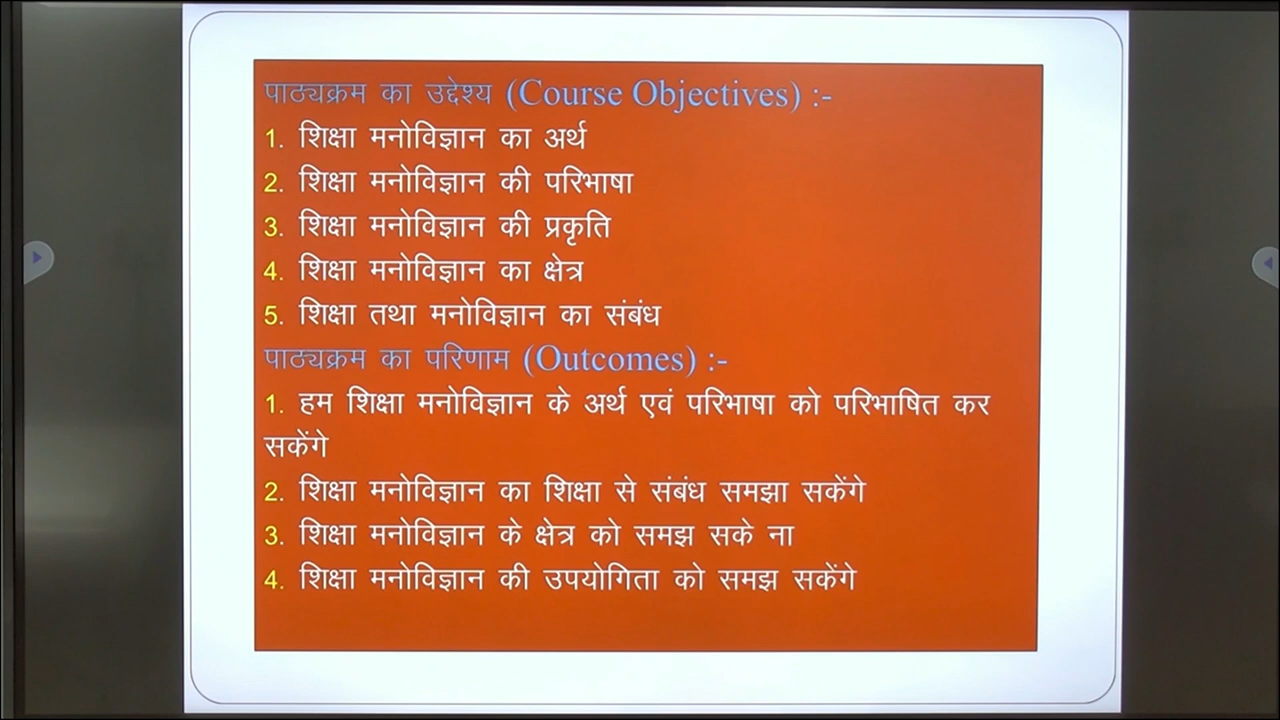 पाठ्यक्रम का उद्देश्य (Course Objectives) :-
1. शिक्षा मनोविज्ञान का अर्थ
2. शिक्षा मनोविज्ञान की परिभाषा
3. शिक्षा मनोविज्ञान की प्रकृति
4. शिक्षा मनोविज्ञान का क्षेत्र
5. शिक्षा तथा मनोविज्ञान का संबंध
पाठ्यक्रम का परिणाम (Outcomes) :-
1. हम शिक्षा मनोविज्ञान के अर्थ एवं परिभाषा को परिभाषित कर
सकेंगे
2. शिक्षा मनोविज्ञान का शिक्षा से संबंध समझा सकेंगे
3. शिक्षा मनोविज्ञान के क्षेत्र को समझ सके ना
4. शिक्षा मनोविज्ञान की उपयोगिता को समझ सकेंगे